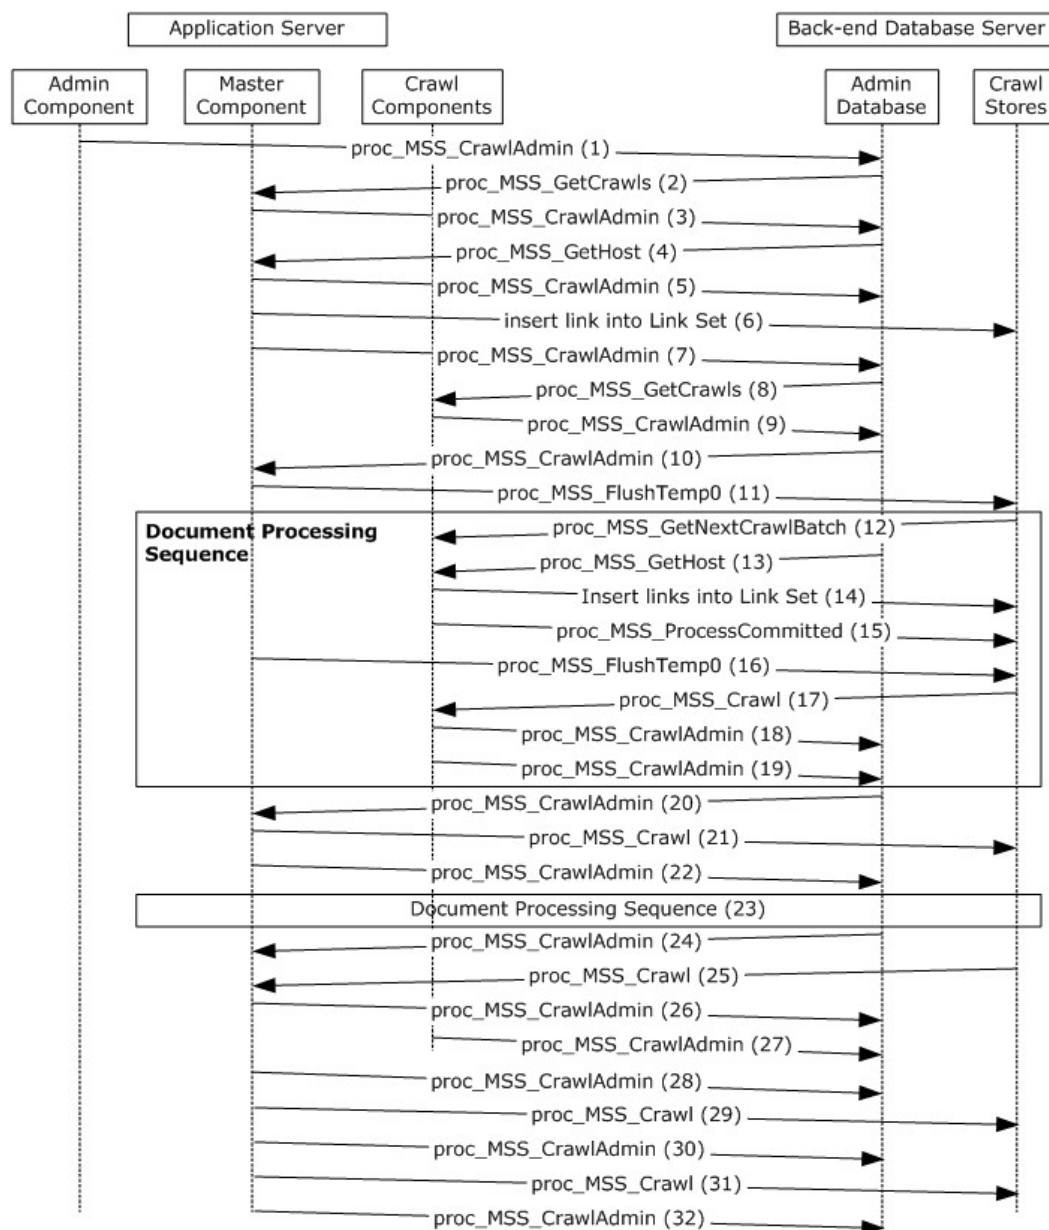 Application Server
Back-end Database Server
Admin
Component
Master
Component
Crawl
Components
Admin
Database
Crawl
Stores
proc_MSS_CrawlAdmin (1)
proc_MSS_GetCrawls (2)
proc_MSS_CrawlAdmin (3)
proc_MSS_GetHost (4)
proc_MSS_CrawlAdmin (5)
insert link into Link Set (6)
proc_MSS_CrawlAdmin (7)
proc_MSS_GetCrawls (8)
proc_MSS_CrawlAdmin (9)
proc_MSS_CrawlAdmin (10)
proc_MSS_FlushTemp0 (11)
Document Processing
Sequence
proc_MSS_GetNextCrawlBatch (12)
proc_MSS_GetHost (13)
Insert links into Link Set (14)
proc_MSS_ProcessCommitted (15)
proc_MSS_FlushTemp0 (16)
proc_MSS_Crawl (17)
proc_MSS_CrawlAdmin (18)
proc_MSS_CrawlAdmin (19)
proc_MSS_CrawlAdmin (20)
proc_MSS_Crawl (21)
proc_MSS_CrawlAdmin (22)
Document Processing Sequence (23)
proc_MSS_CrawlAdmin (24)
proc_MSS_Crawl (25)
proc_MSS_CrawlAdmin (26)
proc_MSS_CrawlAdmin (27)
proc_MSS_CrawlAdmin (28)
proc_MSS_Crawl (29)
proc_MSS_CrawlAdmin (30)
proc_MSS_Crawl (31)
proc_MSS_CrawlAdmin (32)